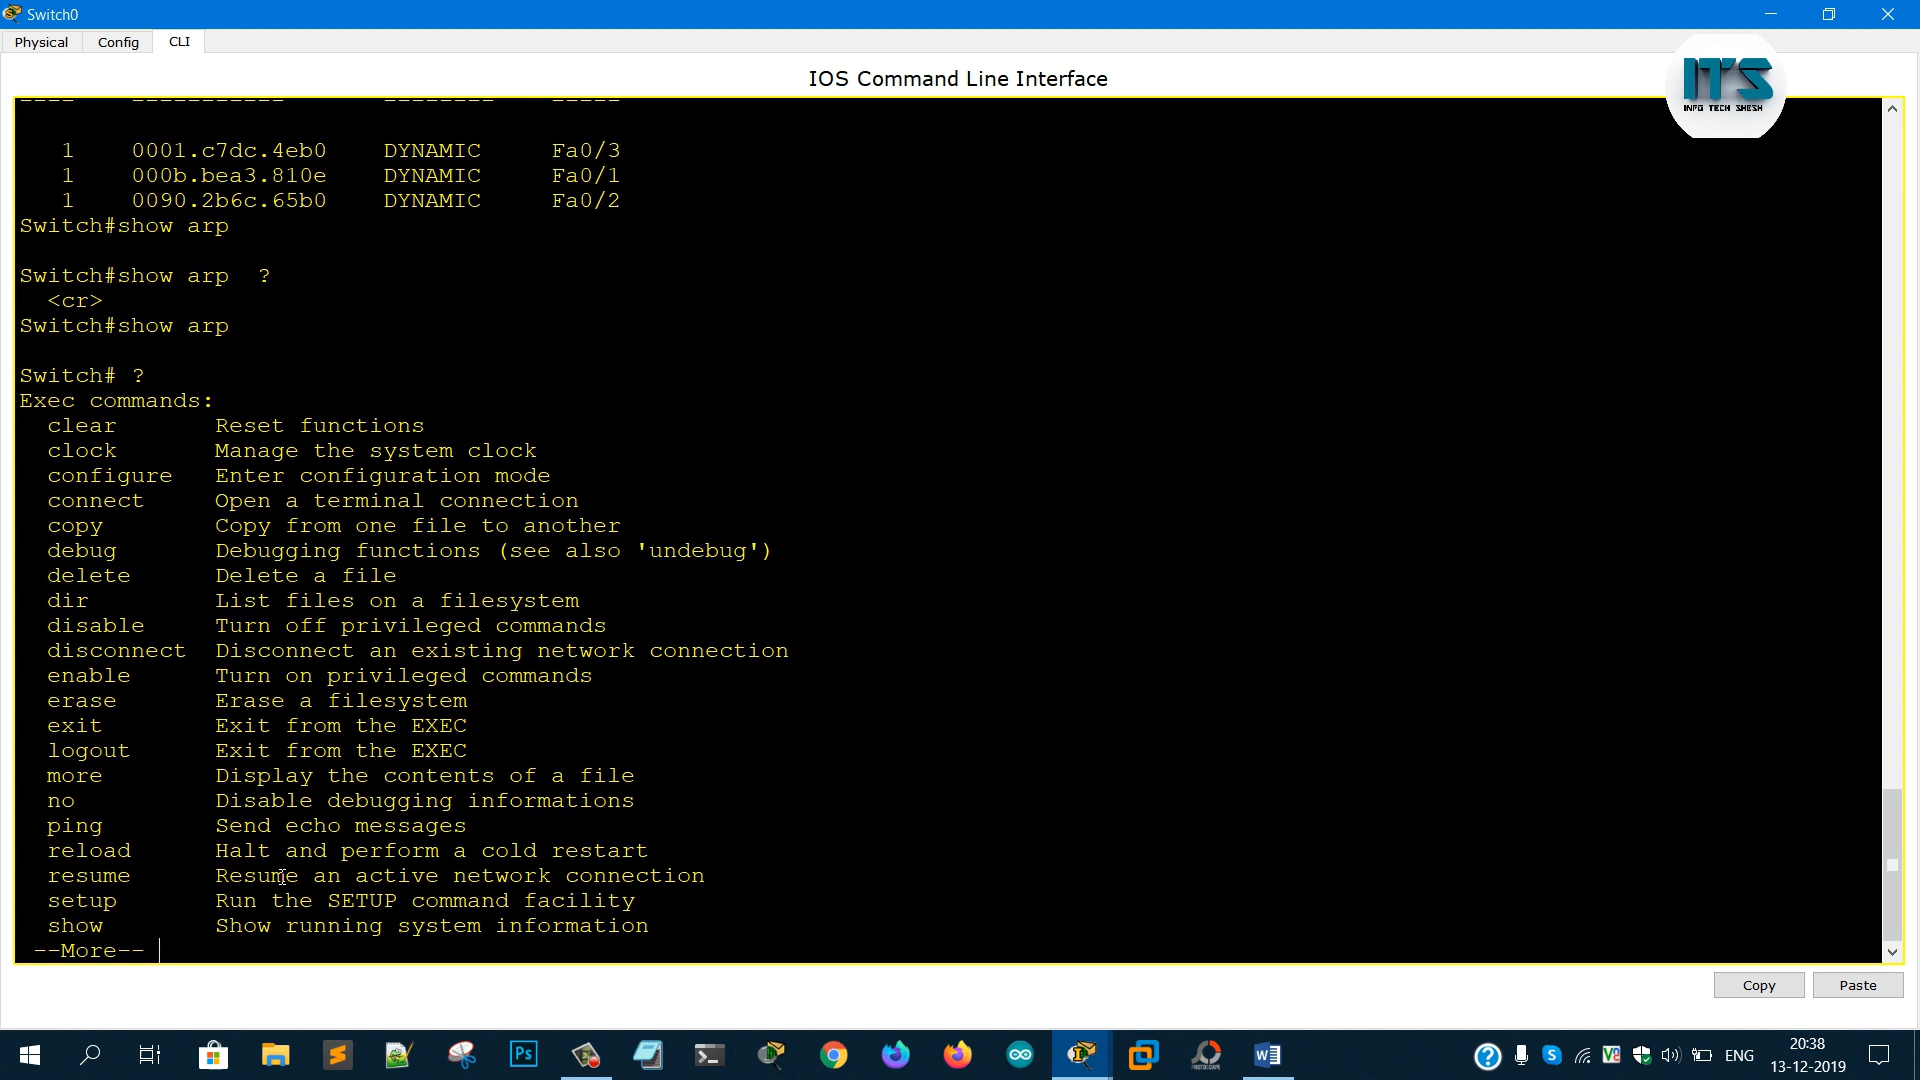 Switch0
Physical Config CLI
IOS Command Line Interface
IT'S
INFO TECH SHESH
---- ----------- -------- -----
1 0001.c7dc.4eb0 DYNAMIC Fa0/3
1 000b.bea3.810e DYNAMIC Fa0/1
1 0090.2b6c.65b0 DYNAMIC Fa0/2
Switch#show arp
Switch#show arp ?
<cr>
Switch#show arp
Switch# ?
Exec commands:
clear Reset functions
clock Manage the system clock
configure Enter configuration mode
connect Open a terminal connection
copy Copy from one file to another
debug Debugging functions (see also 'undebug')
delete Delete a file
dir List files on a filesystem
disable Turn off privileged commands
disconnect Disconnect an existing network connection
enable Turn on privileged commands
erase Erase a filesystem
exit Exit from the EXEC
logout Exit from the EXEC
more Display the contents of a file
no Disable debugging informations
ping Send echo messages
reload Halt and perform a cold restart
resume Resume an active network connection
setup Run the SETUP command facility
show Show running system information
--More--
Copy Paste
Ps
ENG
20:38
13-12-2019